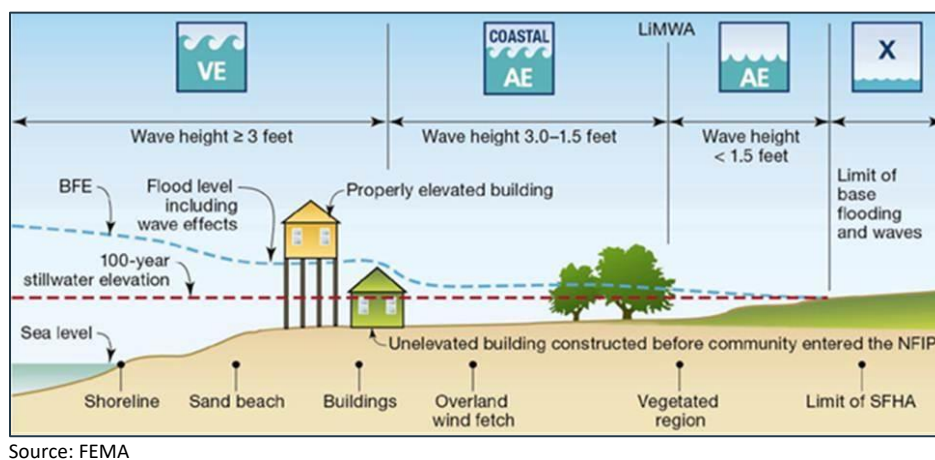 VE
COASTAL
AE
LiMWA
AE
X
Wave height ≥ 3 feet
Wave height 3.0–1.5 feet
Wave height
< 1.5 feet
BFE
Flood level
including
wave effects
Properly elevated building
Limit of
base
flooding
and waves
100-year
stillwater elevation
Sea level
Unelevated building constructed before community entered the NFIP
Shoreline
Sand beach
Buildings
Overland
wind fetch
Vegetated
region
Limit of SFHA
Source: FEMA